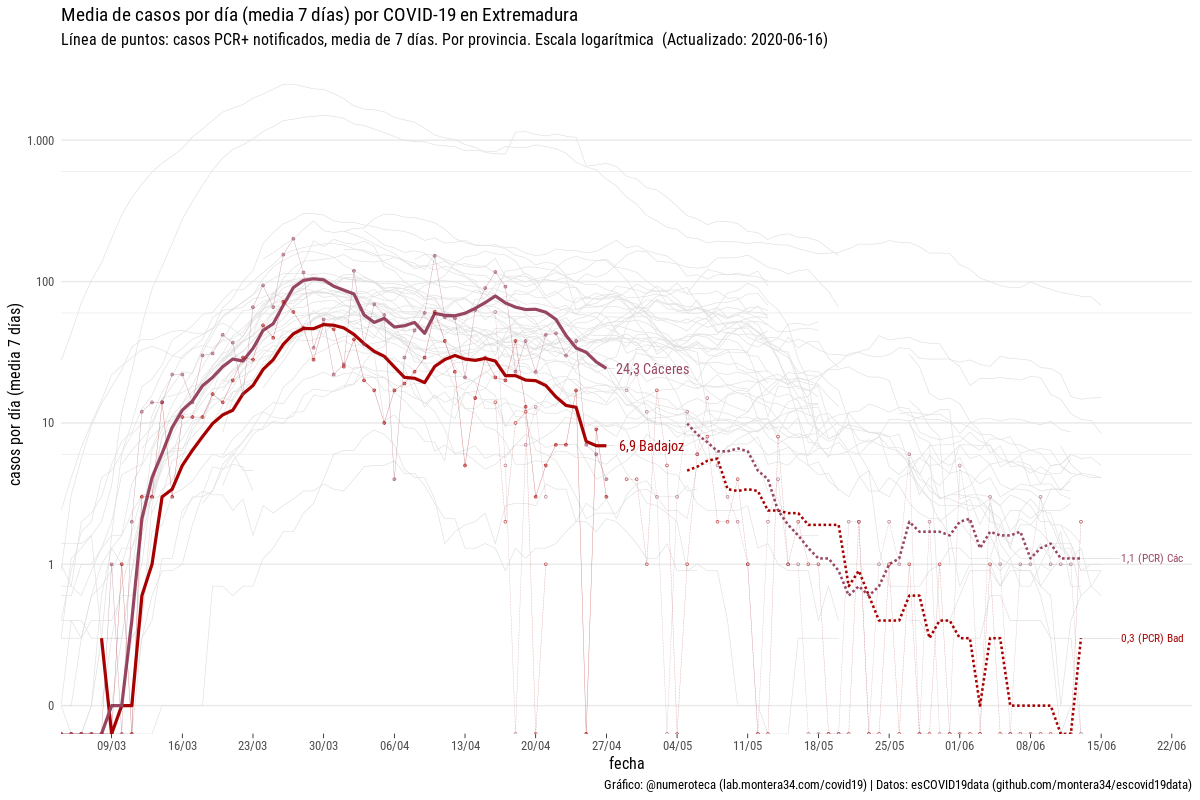 Media de casos por día (media 7 días) por COVID-19 en Extremadura
Línea de puntos: casos PCR+ notificados, media de 7 días. Por provincia. Escala logarítmica  (Actualizado: 2020-06-16)
casos por día (media 7 días)
1.000
100
10
1
0
24,3 Cáceres
6,9 Badajoz
1,1 (PCR) Các
0,3 (PCR) Bad
09/03 16/03 23/03 30/03 06/04 13/04 20/04 27/04 04/05 11/05 18/05 25/05 01/06 08/06 15/06 22/06
fecha
Gráfico: @numeroteca (lab.montera34.com/covid19) | Datos: esCOVID19data (github.com/montera34/escovid19data)